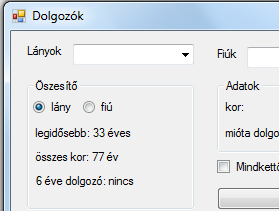 Dolgozók
Lányok
Fiúk
Öszesítő
lány fiú
legidősebb: 33 éves
összes kor: 77 év
6 éve dolgozó: nincs
Adatok
kor:
mióta dolgo
Mindkettő